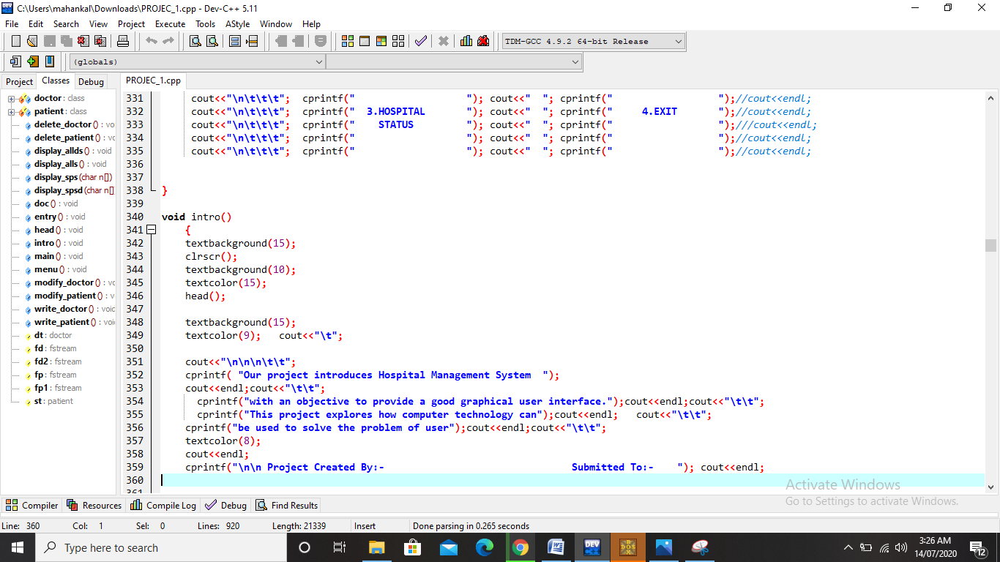 C:\Users\mahankal\Downloads\PROJEC_1.cpp - Dev-C++ 5.11
File Edit Search View Project Execute Tools AStyle Window Help
TDM-GCC 4.9.2 64-bit Release
(globals)
Project Classes Debug
PROJEC_1.cpp
doctor : class
patient : class
delete_doctor () : vo
delete_patient () : vc
display_allds () : void
display_alls () : void
display_sps (char n[])
display_spsd (char n[]
doc () : void
entry () : void
head () : void
intro () : void
main () : void
menu () : void
modify_doctor () : vc
modify_patient () : v
write_doctor () : voic
write_patient () : voi
dt : doctor
fd : fstream
fd2 : fstream
fp : fstream
fp1 : fstream
st : patient
331 cout<<"\n\t\t\t";  cprintf("                   "); cout<<"  "; cprintf("                  ");//cout<<endl;
332 cout<<"\n\t\t\t";  cprintf("  3.HOSPITAL       "); cout<<"  "; cprintf("     4.EXIT       ");//cout<<endl;
333 cout<<"\n\t\t\t";  cprintf("    STATUS         "); cout<<"  "; cprintf("                  ");///cout<<endl;
334 cout<<"\n\t\t\t";  cprintf("                   "); cout<<"  "; cprintf("                  ");//cout<<endl;
335 cout<<"\n\t\t\t";  cprintf("                   "); cout<<"  "; cprintf("                  ");//cout<<endl;
336
337
338 }
339
340 void intro()
341 {
342 textbackground(15);
343 clrscr();
344 textbackground(10);
345 textcolor(15);
346 head();
347
348 textbackground(15);
349 textcolor(9);   cout<<"\t";
350
351 cout<<"\n\n\n\t\t";
352 cprintf( "Our project introduces Hospital Management System  ");
353 cout<<endl;cout<<"\t\t";
354 cprintf("with an objective to provide a good graphical user interface.");cout<<endl;cout<<"\t\t";
355 cprintf("This project explores how computer technology can");cout<<endl;   cout<<"\t\t";
356 cprintf("be used to solve the problem of user");cout<<endl;cout<<"\t\t";
357 textcolor(8);
358 cout<<endl;
359 cprintf("\n\n Project Created By:-                                Submitted To:-    "); cout<<endl;
360
361
Activate Windows
Go to Settings to activate Windows.
Compiler Resources Compile Log Debug Find Results
Line: 360 Col: 1 Sel: 0 Lines: 920 Length: 21339 Insert Done parsing in 0.265 seconds
Type here to search
3:26 AM
14/07/2020
12